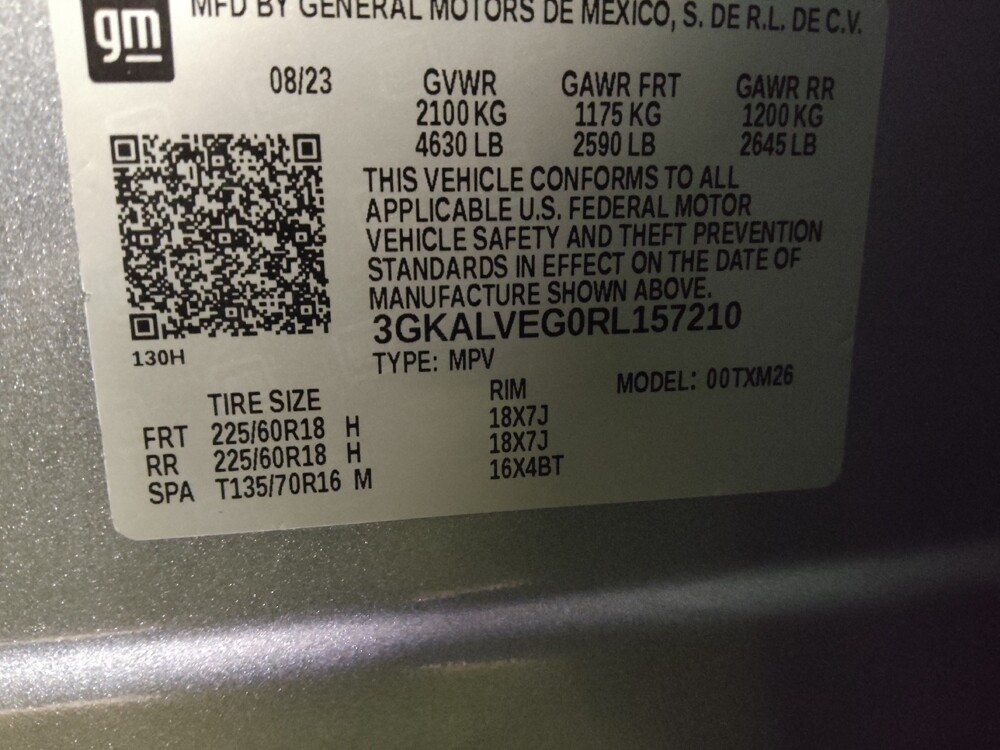 gm
MFD BY GENERAL MOTORS DE MEXICO, S. DE R.L. DE C.V.
08/23 GVWR GAWR FRT GAWR RR
2100 KG 1175 KG 1200 KG
4630 LB 2590 LB 2645 LB
THIS VEHICLE CONFORMS TO ALL
APPLICABLE U.S. FEDERAL MOTOR
VEHICLE SAFETY AND THEFT PREVENTION
STANDARDS IN EFFECT ON THE DATE OF
MANUFACTURE SHOWN ABOVE.
3GKALVEG0RL157210
130H
TYPE: MPV MODEL: 00TXM26
TIRE SIZE RIM
FRT 225/60R18 H 18X7J
RR 225/60R18 H 18X7J
SPA T135/70R16 M 16X4BT